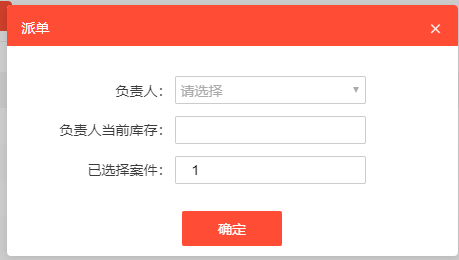 派单 ×
负责人： 请选择
负责人当前库存：
已选择案件： 1
确定